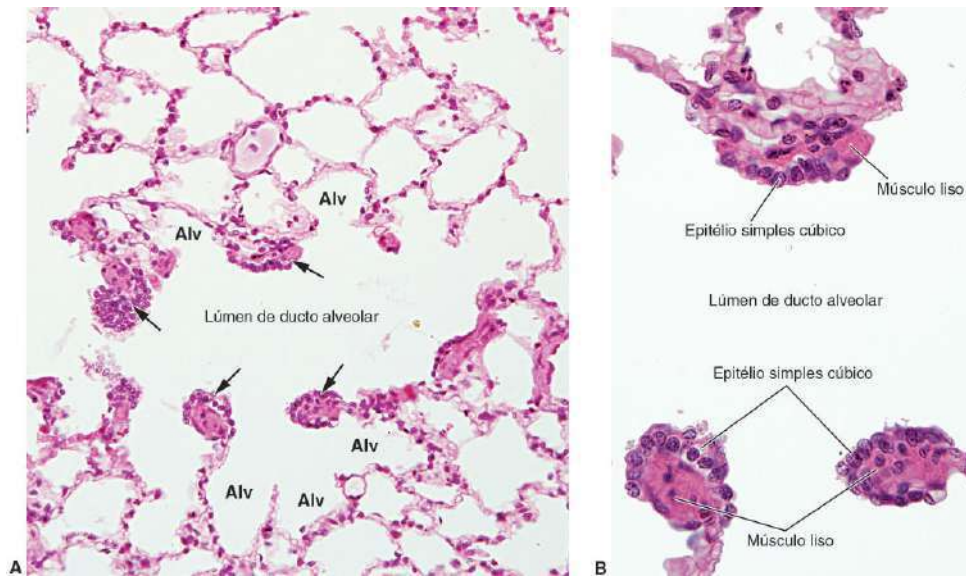 Alv
Alv
Lúmen de ducto alveolar
Alv
Alv
Alv
A
Músculo liso
Epitélio simples cúbico
Lúmen de ducto alveolar
Epitélio simples cúbico
Músculo liso
B